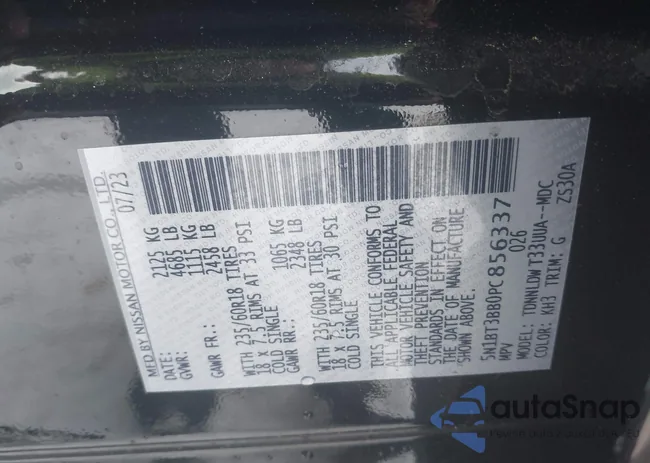 MFD BY NISSAN MOTOR CO., LTD.
DATE: 07/23
GVWR: 2125 KG
4685 LB
GAWR FR: 1115 KG
2458 LB
WITH 235/60R18 TIRES
18 X 7.5 RIMS AT 33 PSI
COLD SINGLE
GAWR RR: 1065 KG
2348 LB
WITH 235/60R18 TIRES
18 X 7.5 RIMS AT 30 PSI
COLD SINGLE
THIS VEHICLE CONFORMS TO
ALL APPLICABLE FEDERAL
MOTOR VEHICLE SAFETY AND
THEFT PREVENTION
STANDARDS IN EFFECT ON
THE DATE OF MANUFACTURE
SHOWN ABOVE.
5N1BT3BB0PC856337
MPV 026
MODEL: TDNNLDW T33UUA--MDC
COLOR: KH3 TRIM: G ZS30A
autoSnap